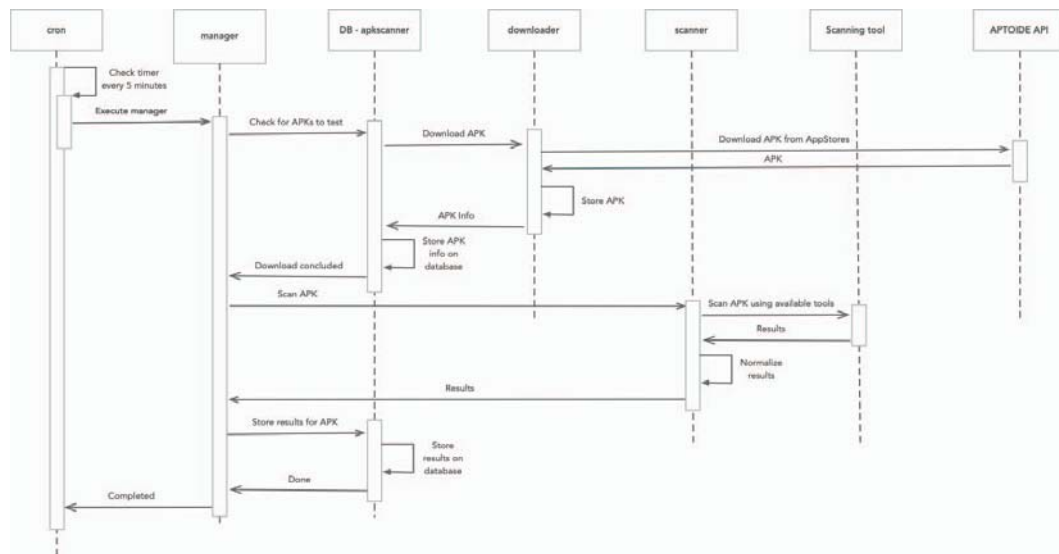 cron
manager
DB - apkscanner
downloader
scanner
Scanning tool
APTOIDE API
Check timer
every 5 minutes
Execute manager
Check for APKs to test
Download APK
Download APK from AppStores
APK
Store APK
APK Info
Store APK
info on
database
Download concluded
Scan APK
Scan APK using available tools
Results
Normalize
results
Results
Store results for APK
Store
results on
database
Done
Completed